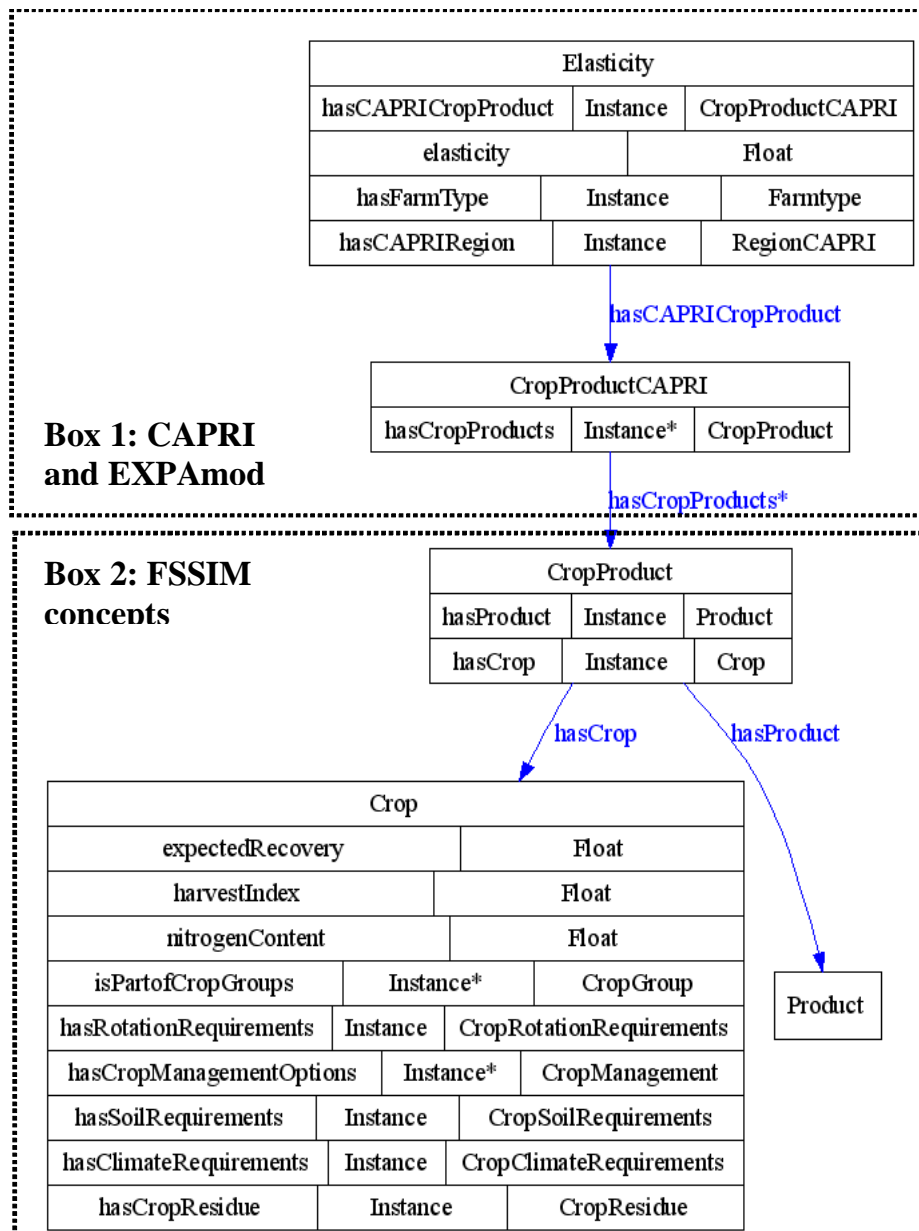 Elasticity
hasCAPRICropProduct Instance CropProductCAPRI
elasticity Float
hasFarmType Instance Farmtype
hasCAPRIRegion Instance RegionCAPRI
hasCAPRICropProduct
CropProductCAPRI
hasCropProducts Instance* CropProduct
Box 1: CAPRI
and EXPAmod
hasCropProducts*
Box 2: FSSIM
concepts
CropProduct
hasProduct Instance Product
hasCrop Instance Crop
hasCrop
hasProduct
Crop
expectedRecovery Float
harvestIndex Float
nitrogenContent Float
isPartofCropGroups Instance* CropGroup
hasRotationRequirements Instance CropRotationRequirements
hasCropManagementOptions Instance* CropManagement
hasSoilRequirements Instance CropSoilRequirements
hasClimateRequirements Instance CropClimateRequirements
hasCropResidue Instance CropResidue
Product